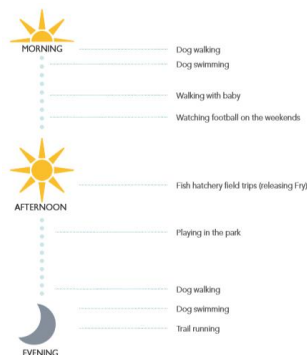 MORNING
Dog walking
Dog swimming
Walking with baby
Watching football on the weekends
Fish hatchery field trips (releasing Fry)
AFTERNOON
Playing in the park
Dog walking
Dog swimming
Trail running
EVENING